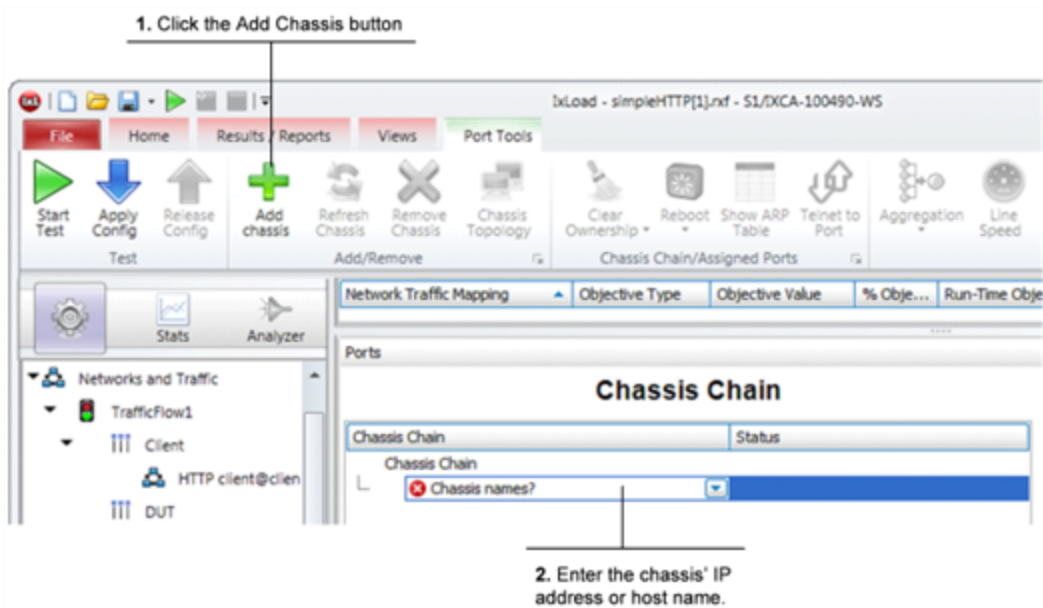 1. Click the Add Chassis button
IxLoad - simpleHTTP[1].rxf - S1/IXCA-100490-WS
File
Home
Results / Reports
Views
Port Tools
Start Test
Apply Config
Release Config
Add chassis
Refresh Chassis
Remove Chassis
Chassis Topology
Clear Ownership
Reboot
Show ARP Table
Telnet to Port
Aggregation
Line Speed
Test
Add/Remove
Chassis Chain/Assigned Ports
Stats
Analyzer
Network Traffic Mapping
Objective Type
Objective Value
% Obje...
Run-Time Obje
Ports
Networks and Traffic
TrafficFlow1
Client
HTTP client@clien
DUT
Chassis Chain
Chassis Chain
Status
Chassis Chain
Chassis names?
2. Enter the chassis' IP
address or host name.